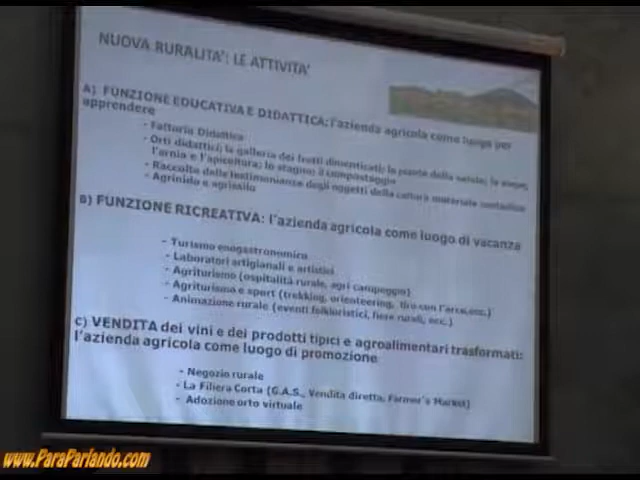 NUOVA RURALITA': LE ATTIVITA'
A) FUNZIONE EDUCATIVA E DIDATTICA: l'azienda agricola come luogo per
apprendere
- Fattoria Didattica
- Orti didattici; la galleria dei frutti dimenticati; le piante della salute; le api;
l'arnia e l'apicoltura; lo stagno; il compostaggio
- Raccolta delle testimonianze degli oggetti della cultura materiale contadina
- Agrinido e agriasilo
B) FUNZIONE RICREATIVA: l'azienda agricola come luogo di vacanza
- Turismo enogastronomico
- Laboratori artigianali e artistici
- Agriturismo (ospitalità rurale, agri campeggio)
- Agriturismo e sport (trekking, orienteering, tiro con l'arco,ecc.)
- Animazione rurale (eventi folkloristici, fiere rurali, ecc.)
C) VENDITA dei vini e dei prodotti tipici e agroalimentari trasformati:
l'azienda agricola come luogo di promozione
- Negozio rurale
- La Filiera Corta (G.A.S., Vendita diretta, Farmer's Market)
- Adozione orto virtuale
www.ParaParlando.com